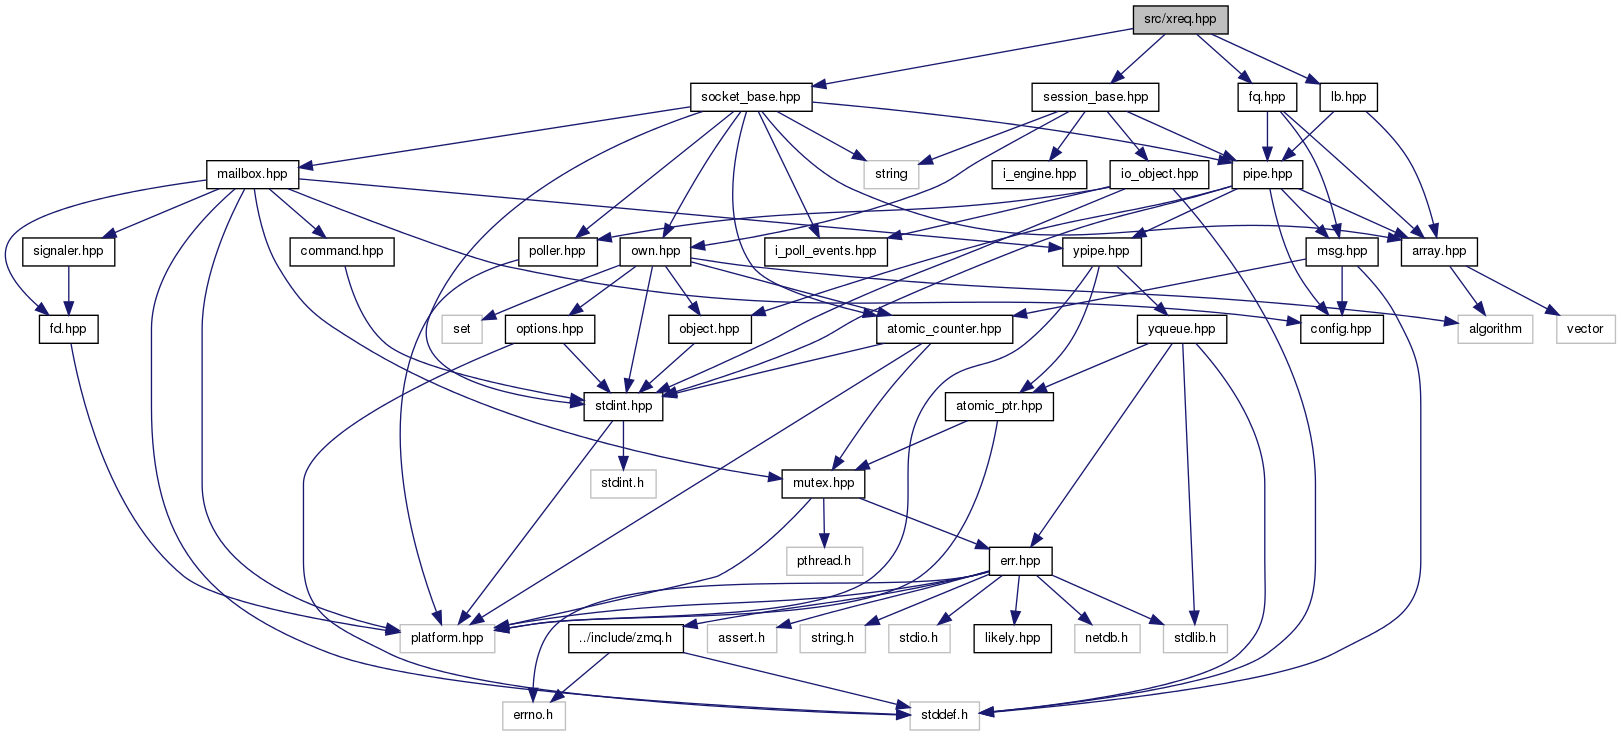 src/xreq.hpp
socket_base.hpp
session_base.hpp
fq.hpp
lb.hpp
mailbox.hpp
string
i_engine.hpp
io_object.hpp
pipe.hpp
signaler.hpp
command.hpp
poller.hpp
own.hpp
i_poll_events.hpp
ypipe.hpp
msg.hpp
array.hpp
fd.hpp
set
options.hpp
object.hpp
atomic_counter.hpp
yqueue.hpp
config.hpp
algorithm
vector
stdint.hpp
atomic_ptr.hpp
stdint.h
mutex.hpp
pthread.h
err.hpp
platform.hpp
../include/zmq.h
assert.h
string.h
stdio.h
likely.hpp
netdb.h
stdlib.h
errno.h
stddef.h